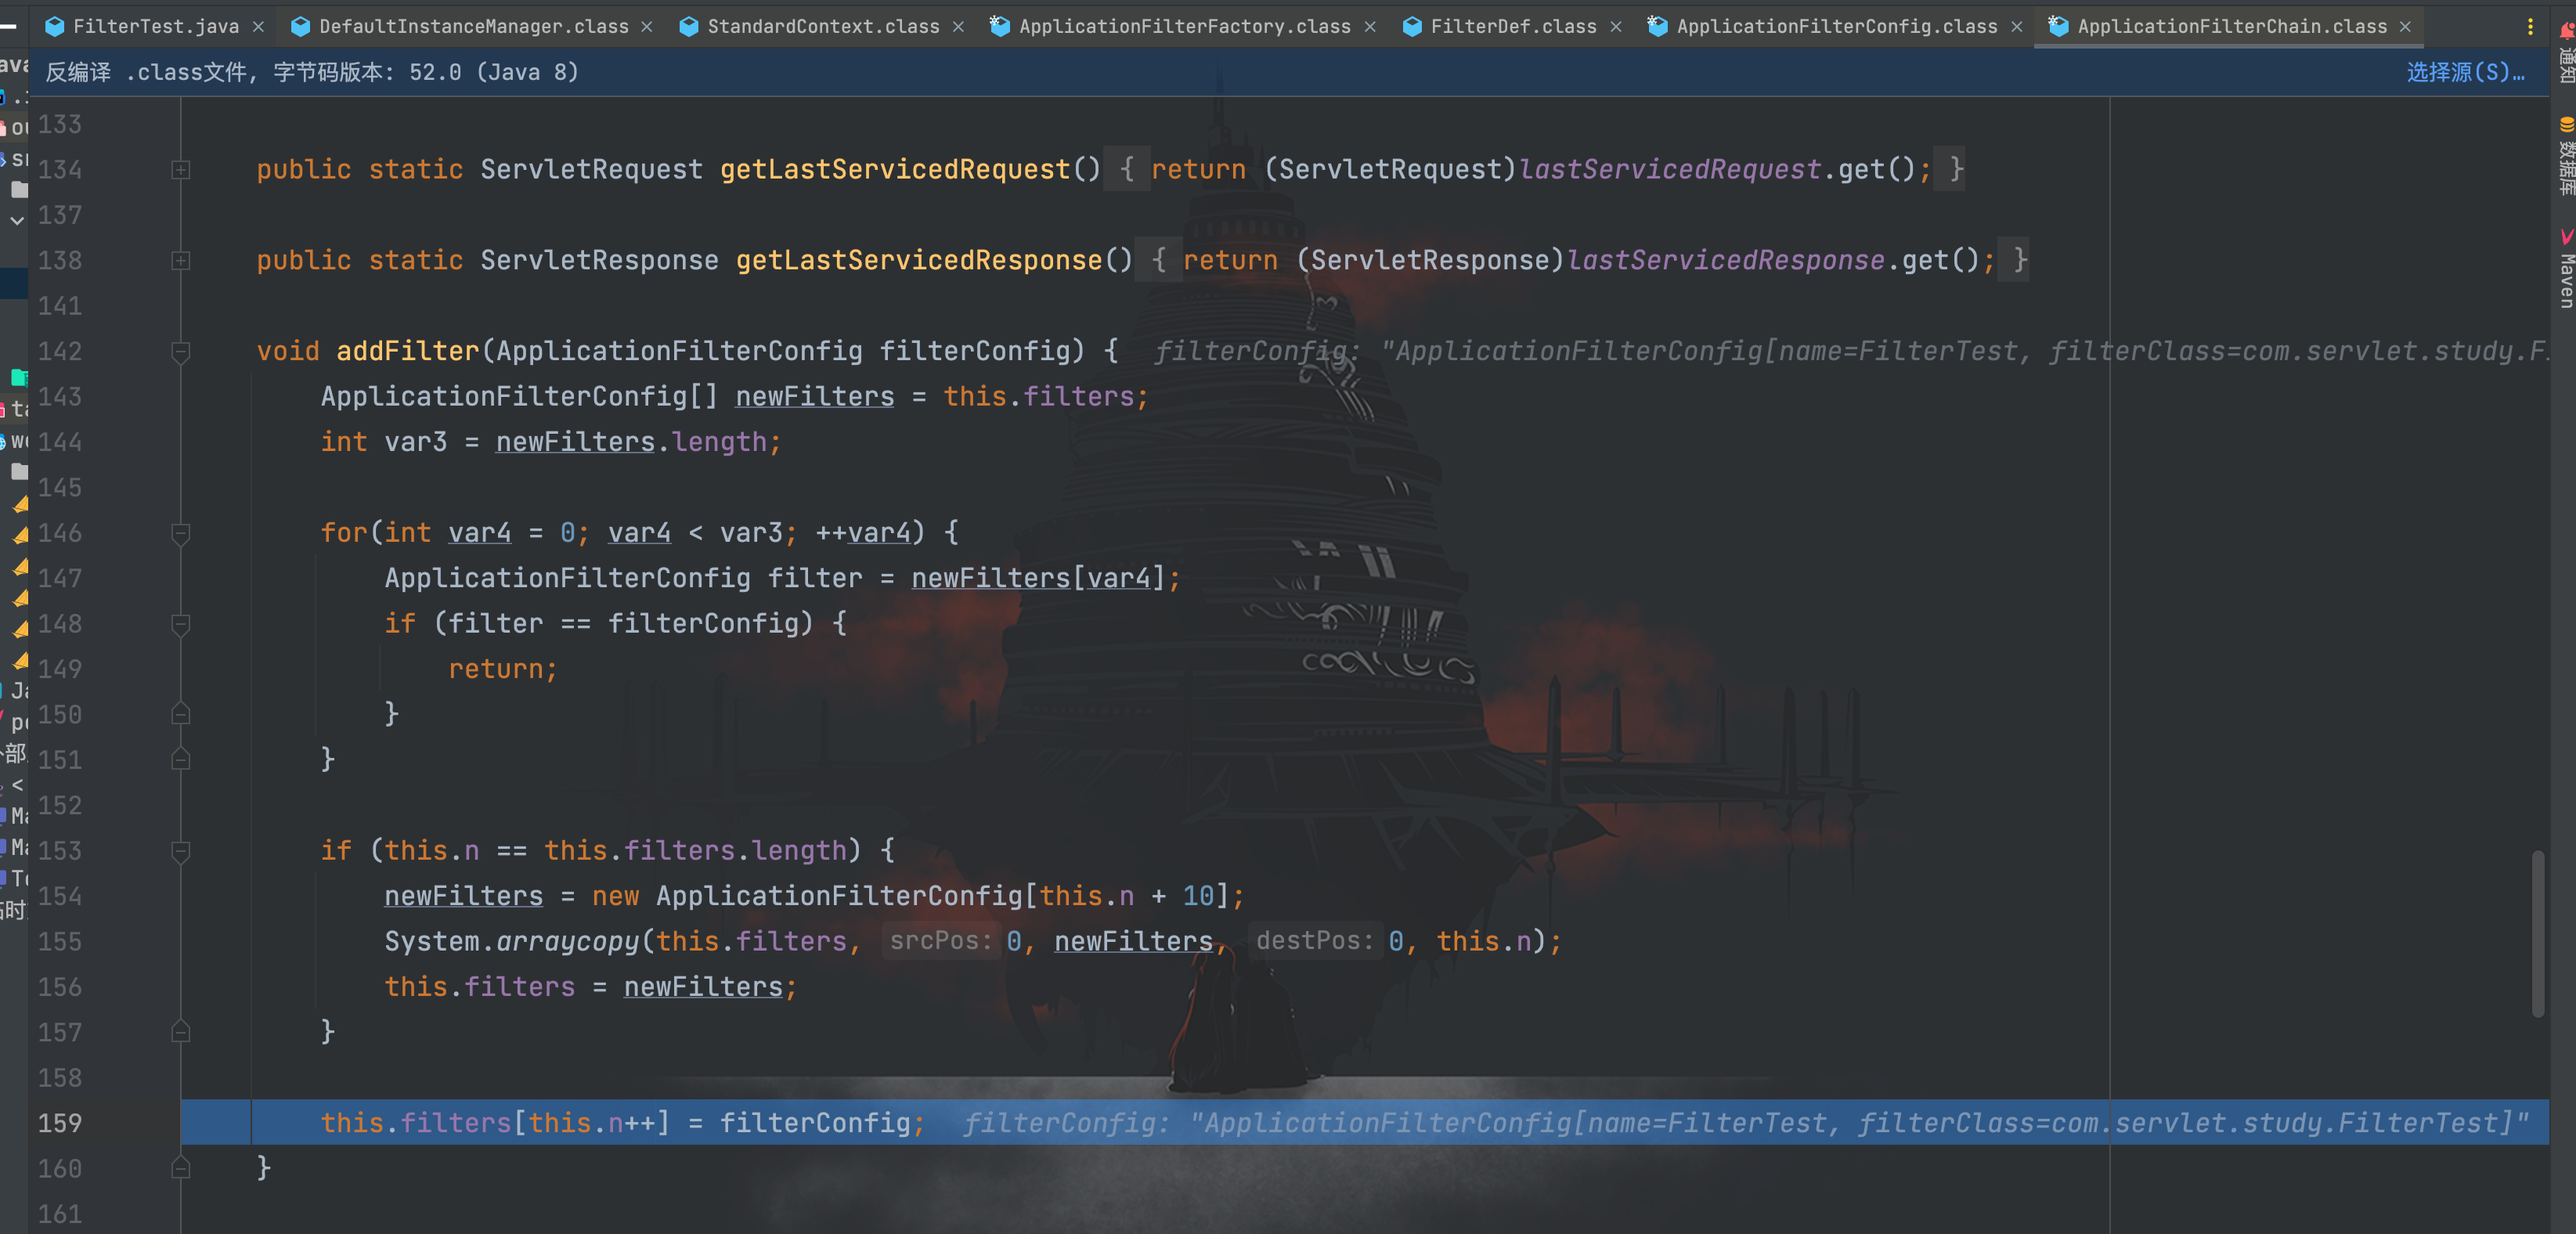 FilterTest.java DefaultInstanceManager.class StandardContext.class ApplicationFilterFactory.class FilterDef.class ApplicationFilterConfig.class ApplicationFilterChain.class
反编译 .class文件, 字节码版本: 52.0 (Java 8) 选择源(S)…
133
134 public static ServletRequest getLastServicedRequest() { return (ServletRequest)lastServicedRequest.get(); }
137
138 public static ServletResponse getLastServicedResponse() { return (ServletResponse)lastServicedResponse.get(); }
141
142 void addFilter(ApplicationFilterConfig filterConfig) { filterConfig: "ApplicationFilterConfig[name=FilterTest, filterClass=com.servlet.study.Fi
143 ApplicationFilterConfig[] newFilters = this.filters;
144 int var3 = newFilters.length;
145
146 for(int var4 = 0; var4 < var3; ++var4) {
147 ApplicationFilterConfig filter = newFilters[var4];
148 if (filter == filterConfig) {
149 return;
150 }
151 }
152
153 if (this.n == this.filters.length) {
154 newFilters = new ApplicationFilterConfig[this.n + 10];
155 System.arraycopy(this.filters, srcPos: 0, newFilters, destPos: 0, this.n);
156 this.filters = newFilters;
157 }
158
159 this.filters[this.n++] = filterConfig; filterConfig: "ApplicationFilterConfig[name=FilterTest, filterClass=com.servlet.study.FilterTest]"
160 }
161
通知
数据库
Maven